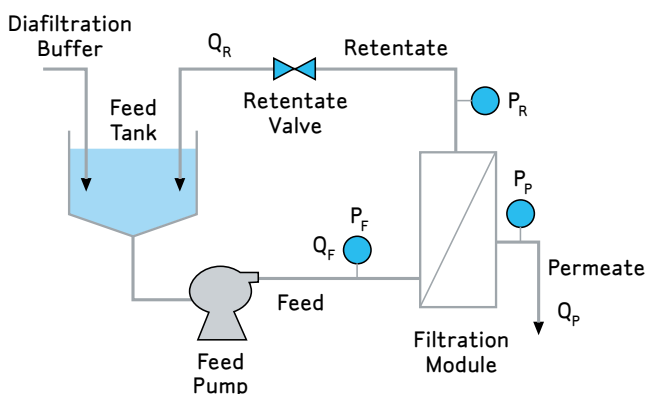 Diafiltration
Buffer
Q_R
Retentate
Feed
Tank
Retentate
Valve
P_R
P_P
P_F
Q_F
Feed
Permeate
Q_P
Filtration
Module
Feed
Pump